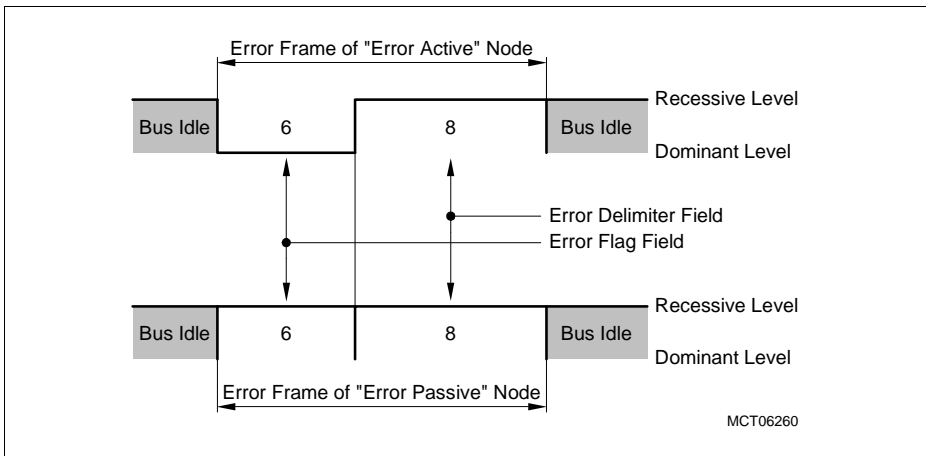 Error Frame of "Error Active" Node
Recessive Level
Bus Idle 6 8 Bus Idle
Dominant Level
Error Delimiter Field
Error Flag Field
Recessive Level
Bus Idle 6 8 Bus Idle
Dominant Level
Error Frame of "Error Passive" Node
MCT06260